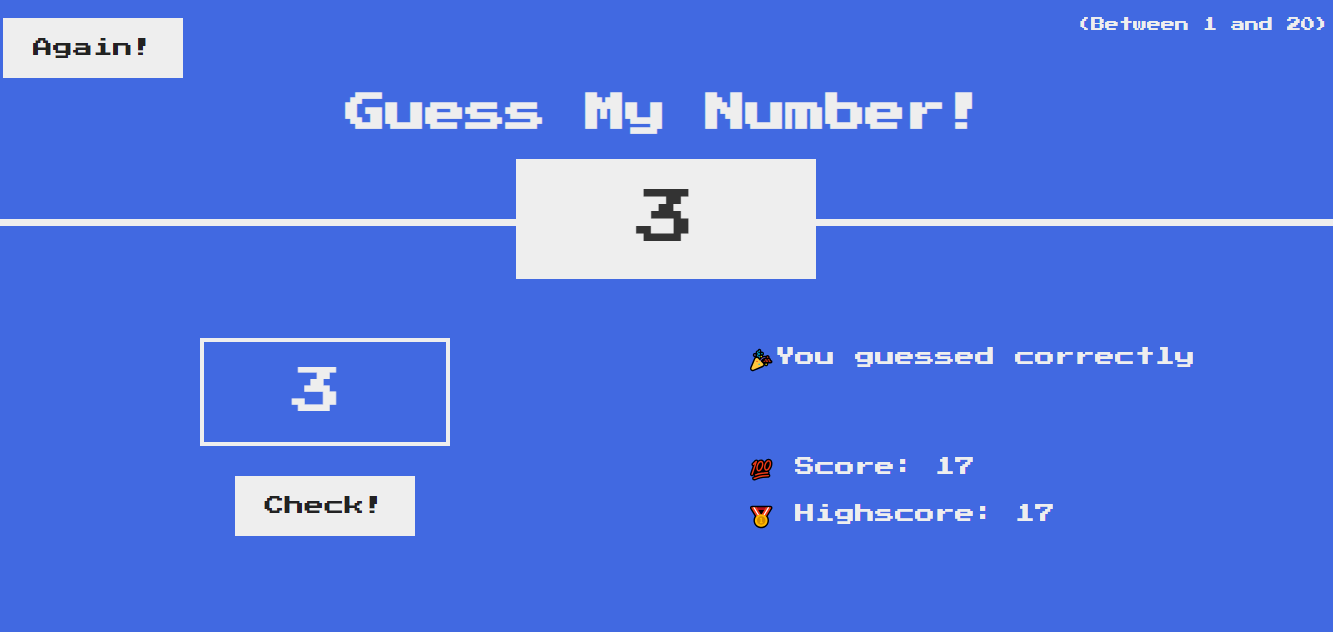 Again!
(Between 1 and 20)
Guess My Number!
3
3
Check!
🎉You guessed correctly
💯 Score: 17
🥇 Highscore: 17